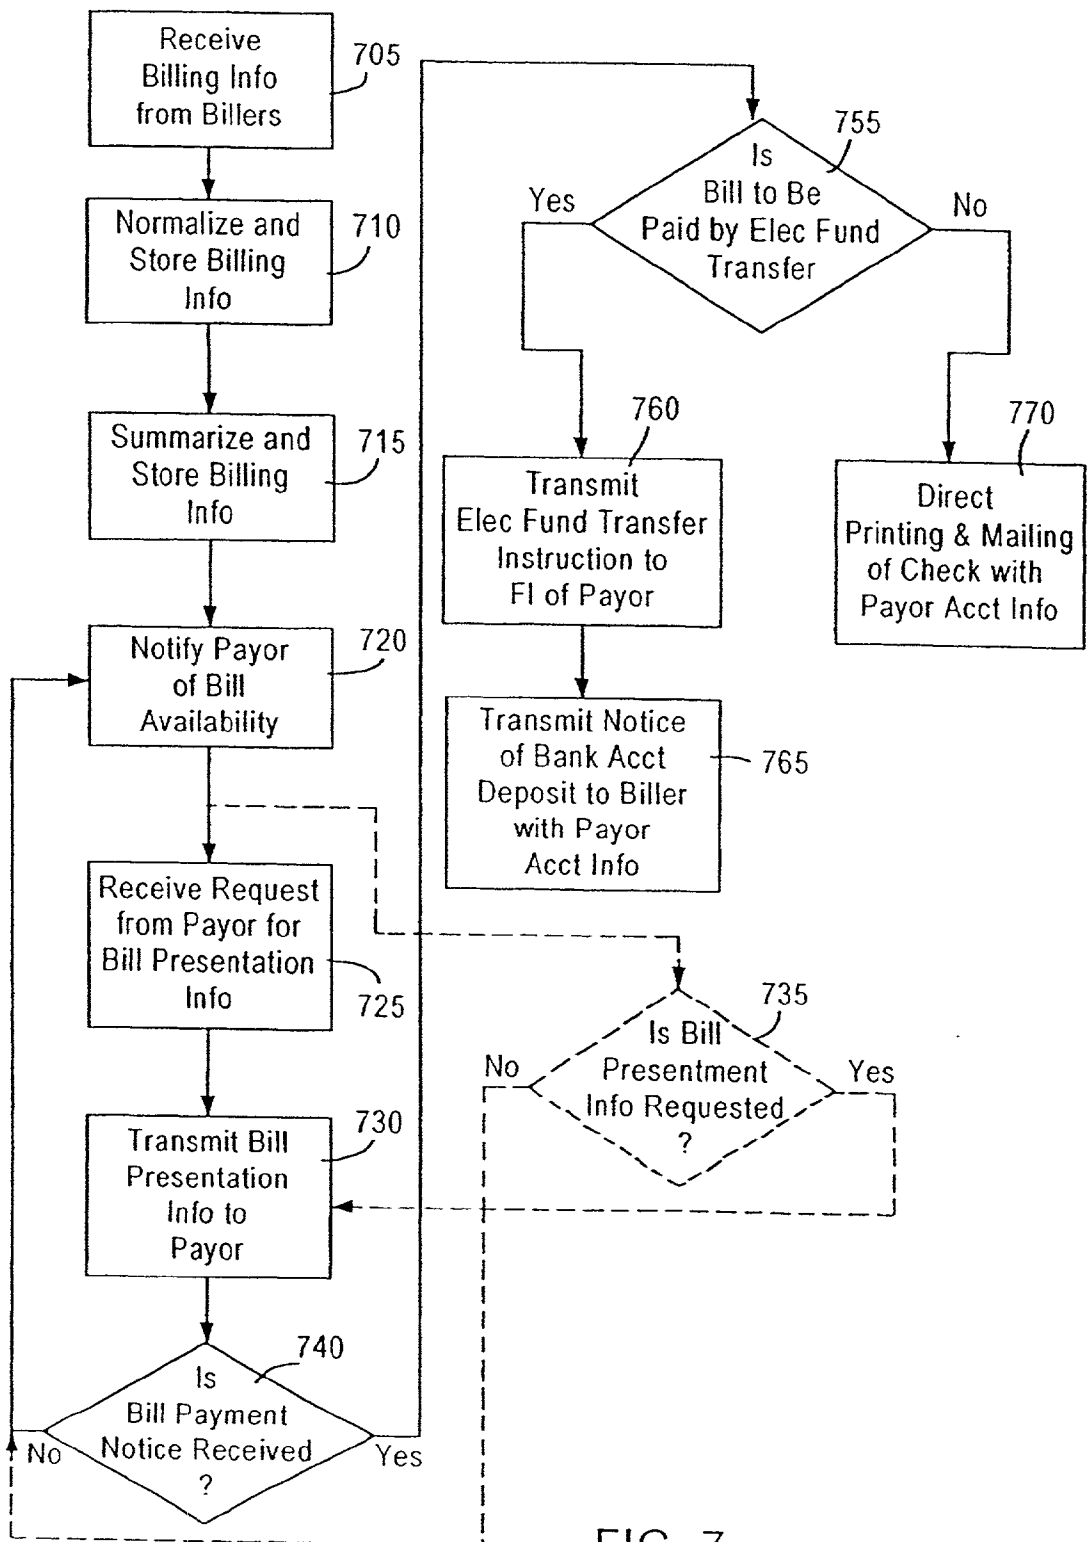 Receive
Billing Info
from Billers
705
Normalize and
Store Billing
Info
710
Summarize and
Store Billing
Info
715
Notify Payor
of Bill
Availability
720
Receive Request
from Payor for
Bill Presentation
Info
725
Transmit Bill
Presentation
Info to
Payor
730
Is
Bill Payment
Notice Received
?
740
No
Yes
Is
Bill to Be
Paid by Elec Fund
Transfer
755
Yes
No
Transmit
Elec Fund Transfer
Instruction to
FI of Payor
760
Direct
Printing & Mailing
of Check with
Payor Acct Info
770
Transmit Notice
of Bank Acct
Deposit to Biller
with Payor
Acct Info
765
Is Bill
Presentment
Info Requested
?
735
No
Yes
FIG. 7